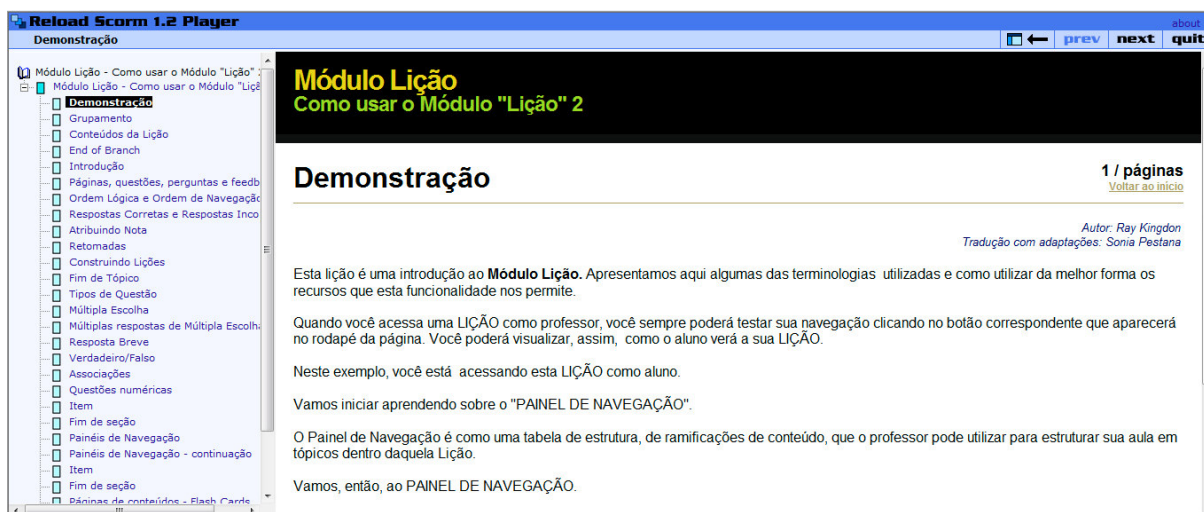 Reload Scorm 1.2 Player
about
Demonstração
prev next quit
Módulo Lição - Como usar o Módulo "Lição"
Módulo Lição - Como usar o Módulo "Liçã
Demonstração
Grupamento
Conteúdos da Lição
End of Branch
Introdução
Páginas, questões, perguntas e feedb
Ordem Lógica e Ordem de Navegação
Respostas Corretas e Respostas Inco
Atribuindo Nota
Retomadas
Construindo Lições
Fim de Tópico
Tipos de Questão
Múltipla Escolha
Múltiplas respostas de Múltipla Escolha
Resposta Breve
Verdadeiro/Falso
Associações
Questões numéricas
Item
Fim de seção
Painéis de Navegação
Painéis de Navegação - continuação
Item
Fim de seção
Páginas de conteúdos - Flash Cards
Módulo Lição
Como usar o Módulo "Lição" 2
Demonstração
1 / páginas
Voltar ao início
Autor: Ray Kingdon
Tradução com adaptações: Sonia Pestana
Esta lição é uma introdução ao Módulo Lição. Apresentamos aqui algumas das terminologias utilizadas e como utilizar da melhor forma os
recursos que esta funcionalidade nos permite.
Quando você acessa uma LIÇÃO como professor, você sempre poderá testar sua navegação clicando no botão correspondente que aparecerá
no rodapé da página. Você poderá visualizar, assim, como o aluno verá a sua LIÇÃO.
Neste exemplo, você está acessando esta LIÇÃO como aluno.
Vamos iniciar aprendendo sobre o "PAINEL DE NAVEGAÇÃO".
O Painel de Navegação é como uma tabela de estrutura, de ramificações de conteúdo, que o professor pode utilizar para estruturar sua aula em
tópicos dentro daquela Lição.
Vamos, então, ao PAINEL DE NAVEGAÇÃO.